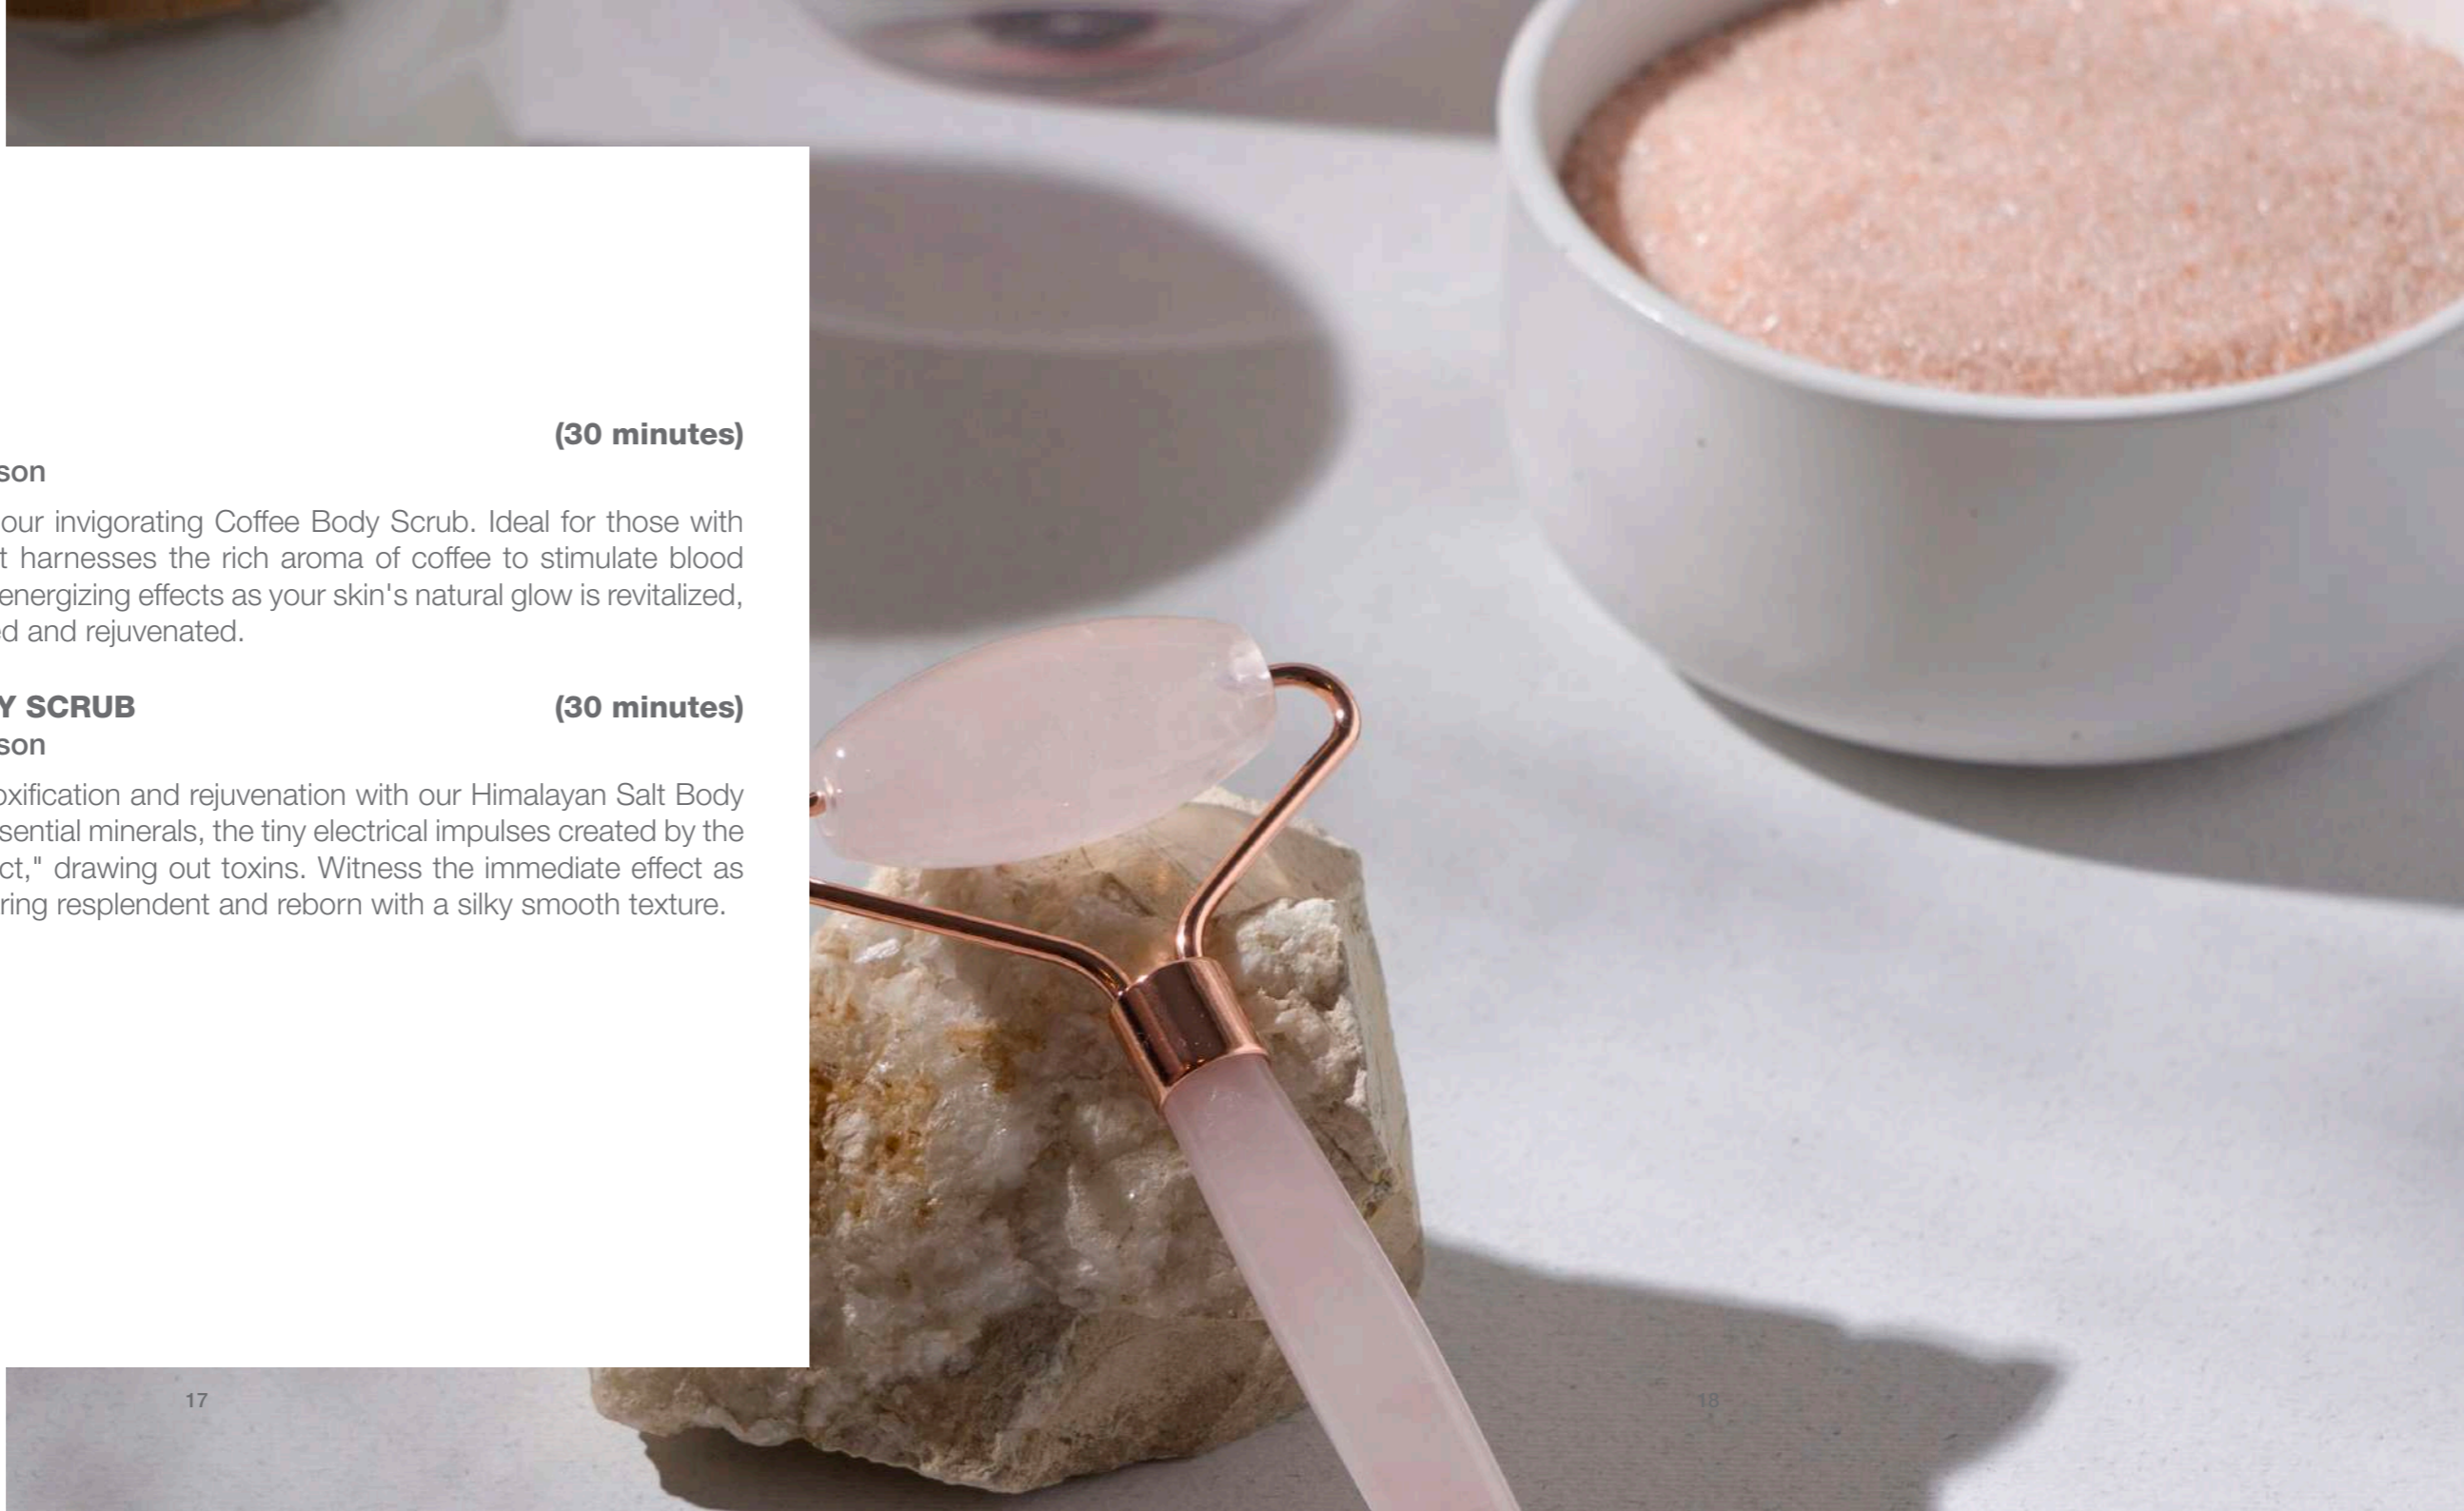 (30 minutes)
son
our invigorating Coffee Body Scrub. Ideal for those with
t harnesses the rich aroma of coffee to stimulate blood
energizing effects as your skin's natural glow is revitalized,
ed and rejuvenated.
Y SCRUB (30 minutes)
son
oxification and rejuvenation with our Himalayan Salt Body
sential minerals, the tiny electrical impulses created by the
ct," drawing out toxins. Witness the immediate effect as
ring resplendent and reborn with a silky smooth texture.
17
18